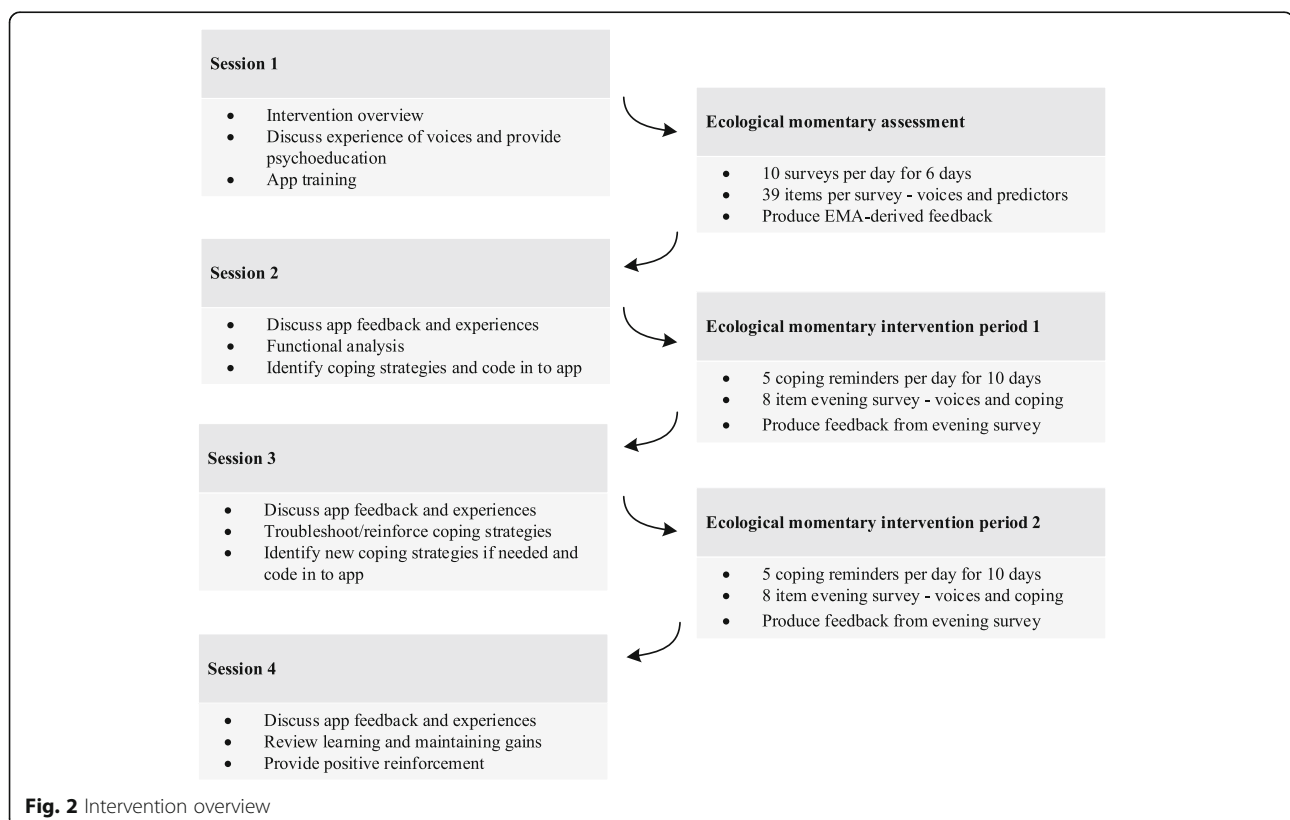 Session 1
• Intervention overview
• Discuss experience of voices and provide
psychoeducation
• App training
Ecological momentary assessment
• 10 surveys per day for 6 days
• 39 items per survey - voices and predictors
• Produce EMA-derived feedback
Session 2
• Discuss app feedback and experiences
• Functional analysis
• Identify coping strategies and code in to app
Ecological momentary intervention period 1
• 5 coping reminders per day for 10 days
• 8 item evening survey - voices and coping
• Produce feedback from evening survey
Session 3
• Discuss app feedback and experiences
• Troubleshoot/reinforce coping strategies
• Identify new coping strategies if needed and
code in to app
Ecological momentary intervention period 2
• 5 coping reminders per day for 10 days
• 8 item evening survey - voices and coping
• Produce feedback from evening survey
Session 4
• Discuss app feedback and experiences
• Review learning and maintaining gains
• Provide positive reinforcement
Fig. 2 Intervention overview